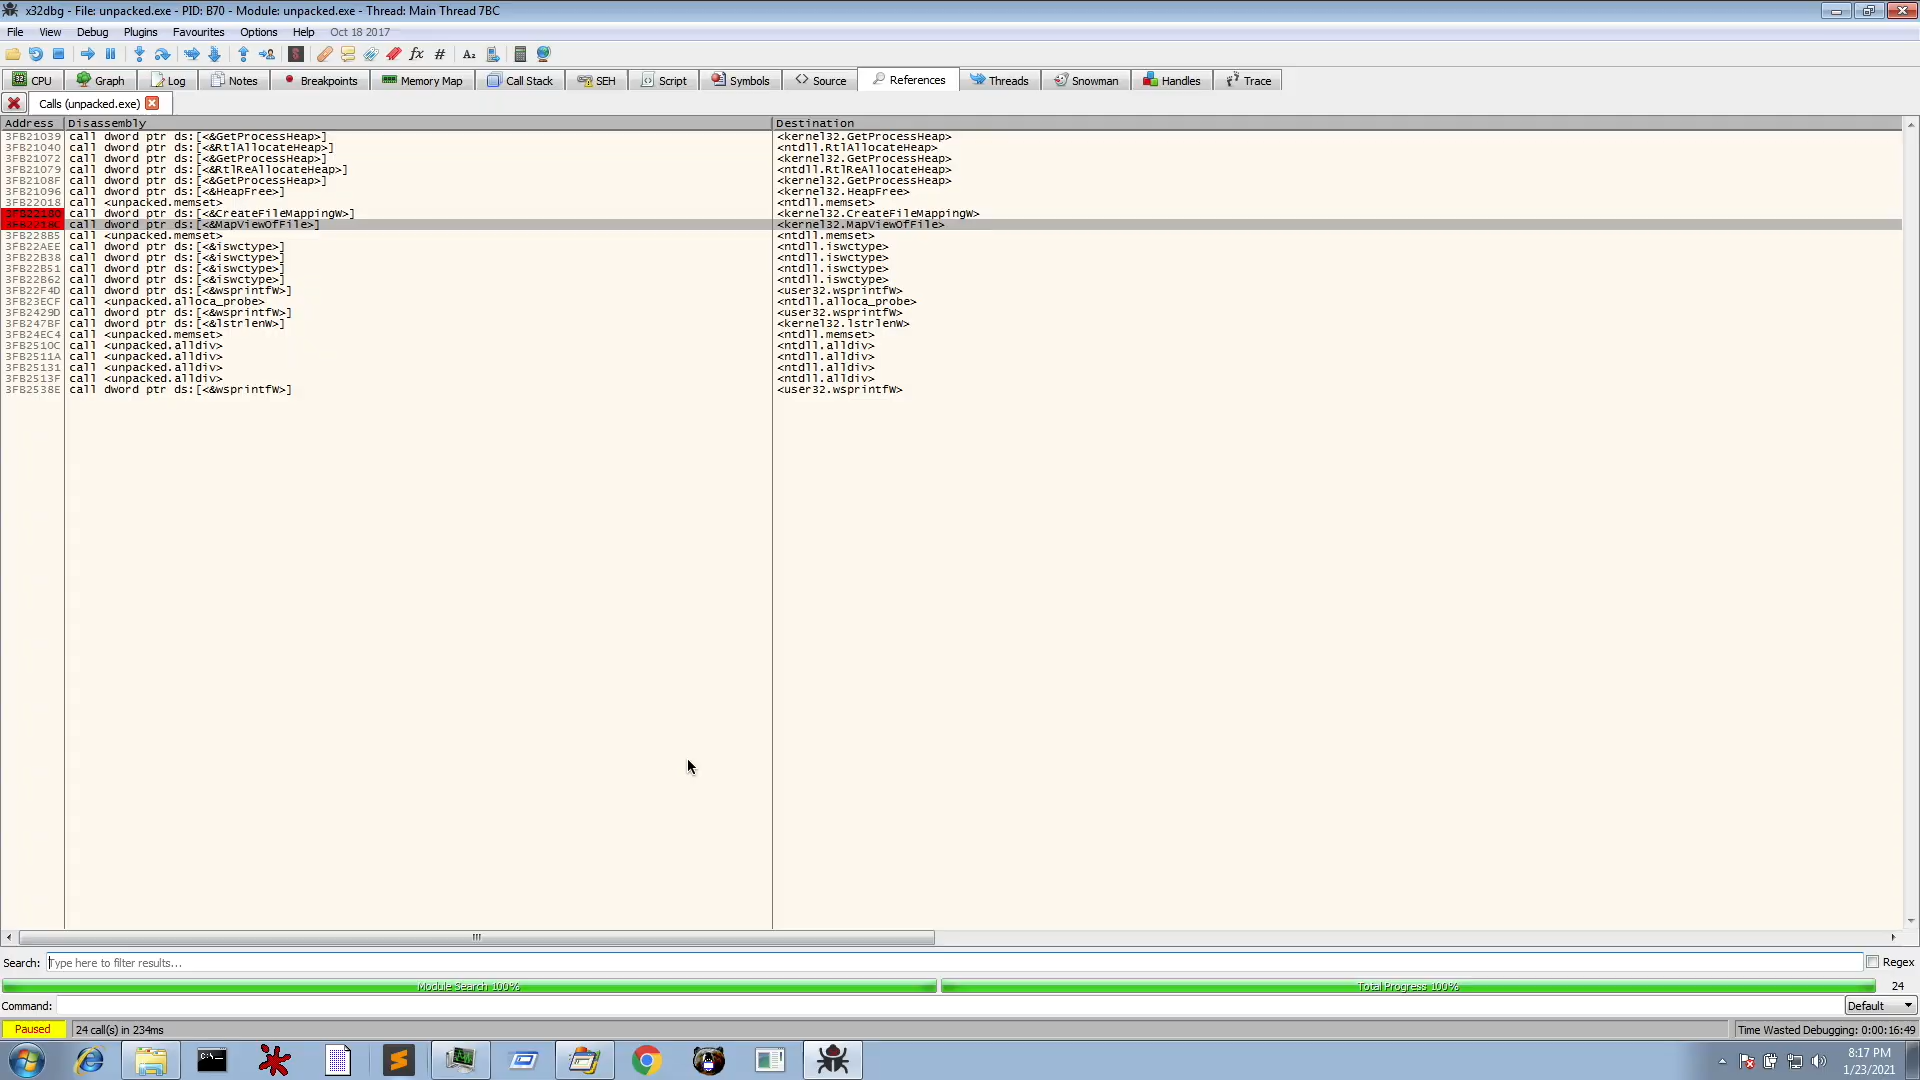 x32dbg - File: unpacked.exe - PID: B70 - Module: unpacked.exe - Thread: Main Thread 7BC
File View Debug Plugins Favourites Options Help Oct 18 2017
CPU Graph Log Notes Breakpoints Memory Map Call Stack SEH Script Symbols Source References Threads Snowman Handles Trace
Calls (unpacked.exe)
Address Disassembly Destination
3FB21039 call dword ptr ds:[<&GetProcessHeap>] <kernel32.GetProcessHeap>
3FB21040 call dword ptr ds:[<&RtlAllocateHeap>] <ntdll.RtlAllocateHeap>
3FB21072 call dword ptr ds:[<&GetProcessHeap>] <kernel32.GetProcessHeap>
3FB21079 call dword ptr ds:[<&RtlReAllocateHeap>] <ntdll.RtlReAllocateHeap>
3FB2108F call dword ptr ds:[<&GetProcessHeap>] <kernel32.GetProcessHeap>
3FB21096 call dword ptr ds:[<&HeapFree>] <kernel32.HeapFree>
3FB22018 call <unpacked.memset> <ntdll.memset>
call dword ptr ds:[<&CreateFileMappingW>] <kernel32.CreateFileMappingW>
call dword ptr ds:[<&MapViewOfFile>] <kernel32.MapViewOfFile>
3FB228B5 call <unpacked.memset> <ntdll.memset>
3FB22AEE call dword ptr ds:[<&iswctype>] <ntdll.iswctype>
3FB22B38 call dword ptr ds:[<&iswctype>] <ntdll.iswctype>
3FB22B51 call dword ptr ds:[<&iswctype>] <ntdll.iswctype>
3FB22B62 call dword ptr ds:[<&iswctype>] <ntdll.iswctype>
3FB22F4D call dword ptr ds:[<&wsprintfW>] <user32.wsprintfW>
3FB23ECF call <unpacked.alloca_probe> <ntdll.alloca_probe>
3FB2429D call dword ptr ds:[<&wsprintfW>] <user32.wsprintfW>
3FB247BF call dword ptr ds:[<&lstrlenW>] <kernel32.lstrlenW>
3FB24EC4 call <unpacked.memset> <ntdll.memset>
3FB2510C call <unpacked.alldiv> <ntdll.alldiv>
3FB2511A call <unpacked.alldiv> <ntdll.alldiv>
3FB25131 call <unpacked.alldiv> <ntdll.alldiv>
3FB2513F call <unpacked.alldiv> <ntdll.alldiv>
3FB2538E call dword ptr ds:[<&wsprintfW>] <user32.wsprintfW>
Search: Type here to filter results... Regex
Module Search 100% Total Progress 100% 24
Command: Default
Paused 24 call(s) in 234ms Time Wasted Debugging: 0:00:16:49
8:17 PM
1/23/2021